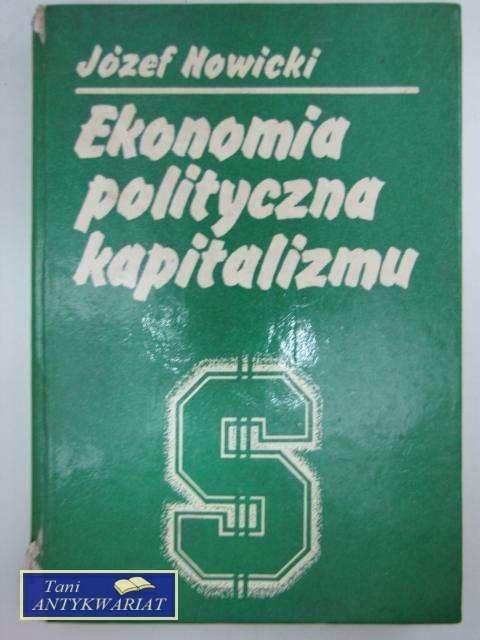 Józef Nowicki
Ekonomia
polityczna
kapitalizmu
$
Tani
ANTYKWARIAT